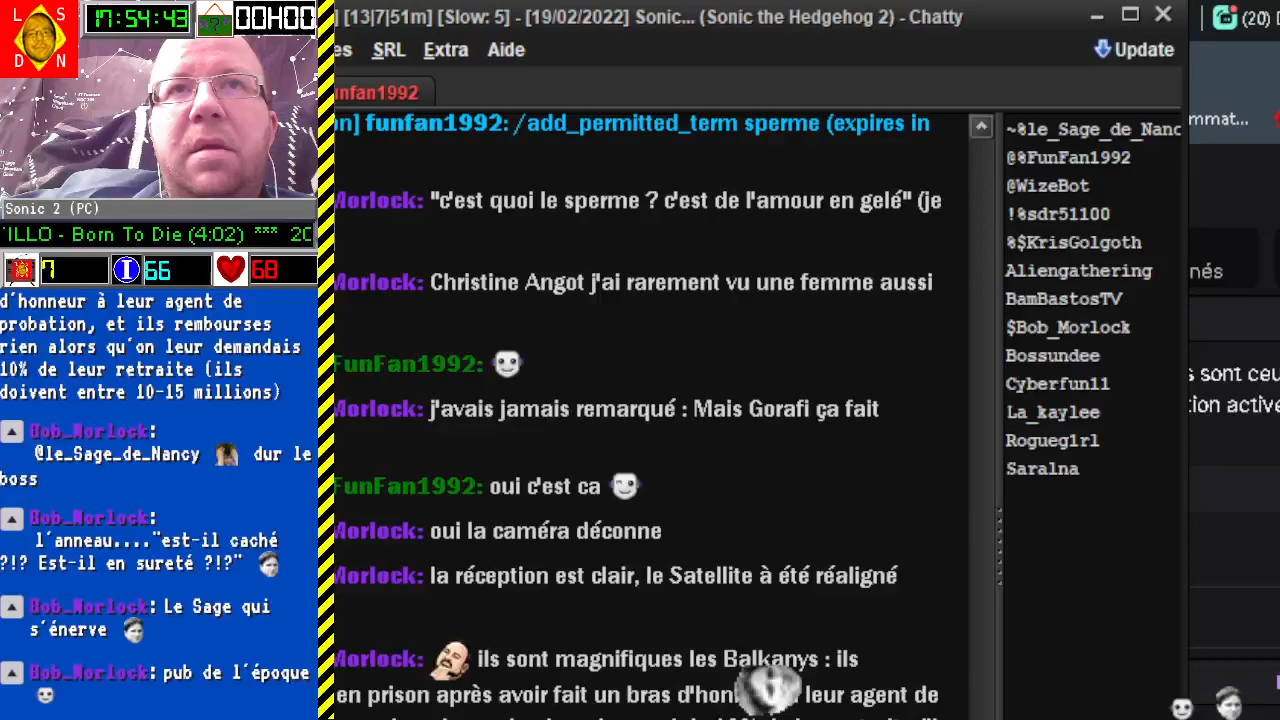 L S
D N
17:54:43
00H00
Sonic 2 (PC)
'ILLO - Born To Die (4:02) *** 20
7
I 66
68
d'honneur à leur agent de
probation, et ils rembourses
rien alors qu'on leur demandais
10% de leur retraite (ils
doivent entre 10-15 millions)
Bob_Morlock:
@le_Sage_de_Nancy dur le
boss
Bob_Morlock:
l'anneau...."est-il caché
?!? Est-il en sureté ?!?"
Bob_Morlock: Le Sage qui
s'énerve
Bob_Morlock: pub de l'époque
] [13|7|51m] [Slow: 5] - [19/02/2022] Sonic... (Sonic the Hedgehog 2) - Chatty
es SRL Extra Aide
Update
unfan1992
on] funfan1992: /add_permitted_term sperme (expires in
Morlock: "c'est quoi le sperme ? c'est de l'amour en gelé" (je
Morlock: Christine Angot j'ai rarement vu une femme aussi
FunFan1992:
Morlock: j'avais jamais remarqué : Mais Gorafi ça fait
FunFan1992: oui c'est ca
Morlock: oui la caméra déconne
Morlock: la réception est clair, le Satellite à été réaligné
Morlock: ils sont magnifiques les Balkanys : ils
en prison après avoir fait un bras d'hon leur agent de
~%le_Sage_de_Nanc
@%FunFan1992
@WizeBot
!%sdr51100
%$KrisGolgoth
Aliengathering
BamBastosTV
$Bob_Morlock
Bossundee
Cyberfun11
La_kaylee
Rogueg1rl
Saralna
(20)
mmat...
nés
s sont ceu
tion active